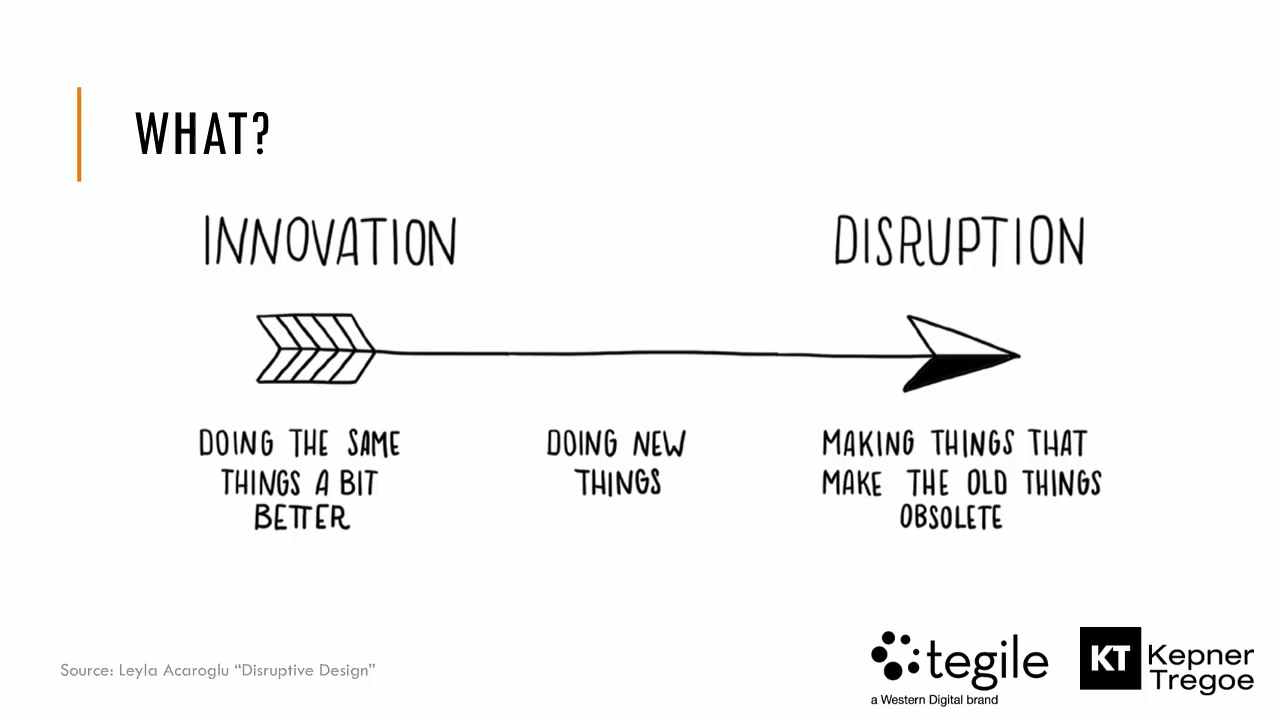 WHAT?
INNOVATION
DISRUPTION
DOING THE SAME
THINGS A BIT
BETTER
DOING NEW
THINGS
MAKING THINGS THAT
MAKE THE OLD THINGS
OBSOLETE
Source: Leyla Acaroglu “Disruptive Design”
tegile
a Western Digital brand
KT
Kepner
Tregoe